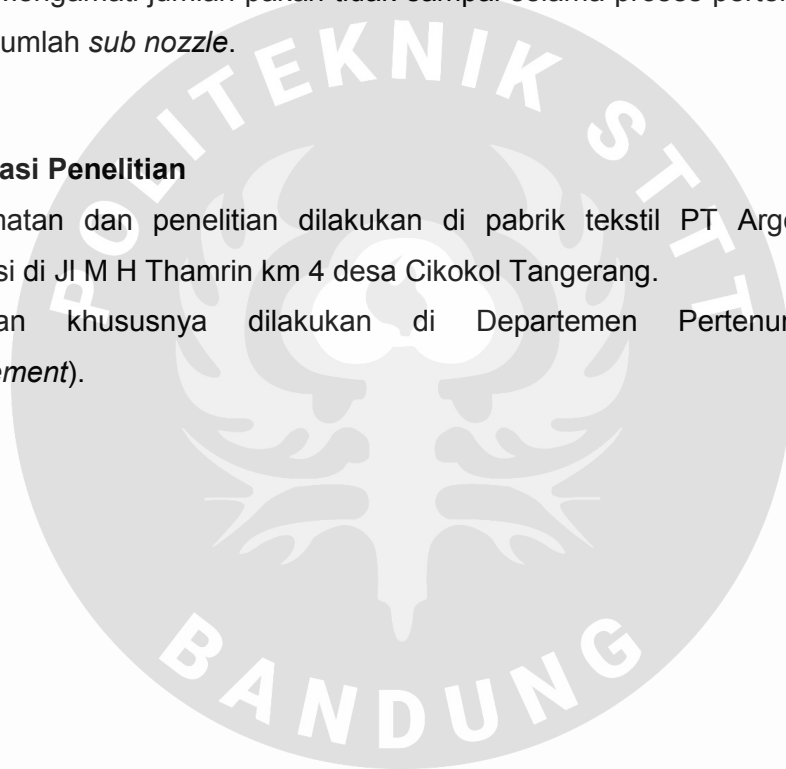 mengamati jumlah pakan tidak sampai selama proses
umlah sub nozzle.
POLITEKNIK STTT
asi Penelitian
natan dan penelitian dilakukan di pabrik tekstil PT Arg
si di Jl M H Thamrin km 4 desa Cikokol Tangerang.
an khususnya dilakukan di Departemen Pertenu
ement).
BANDUNG